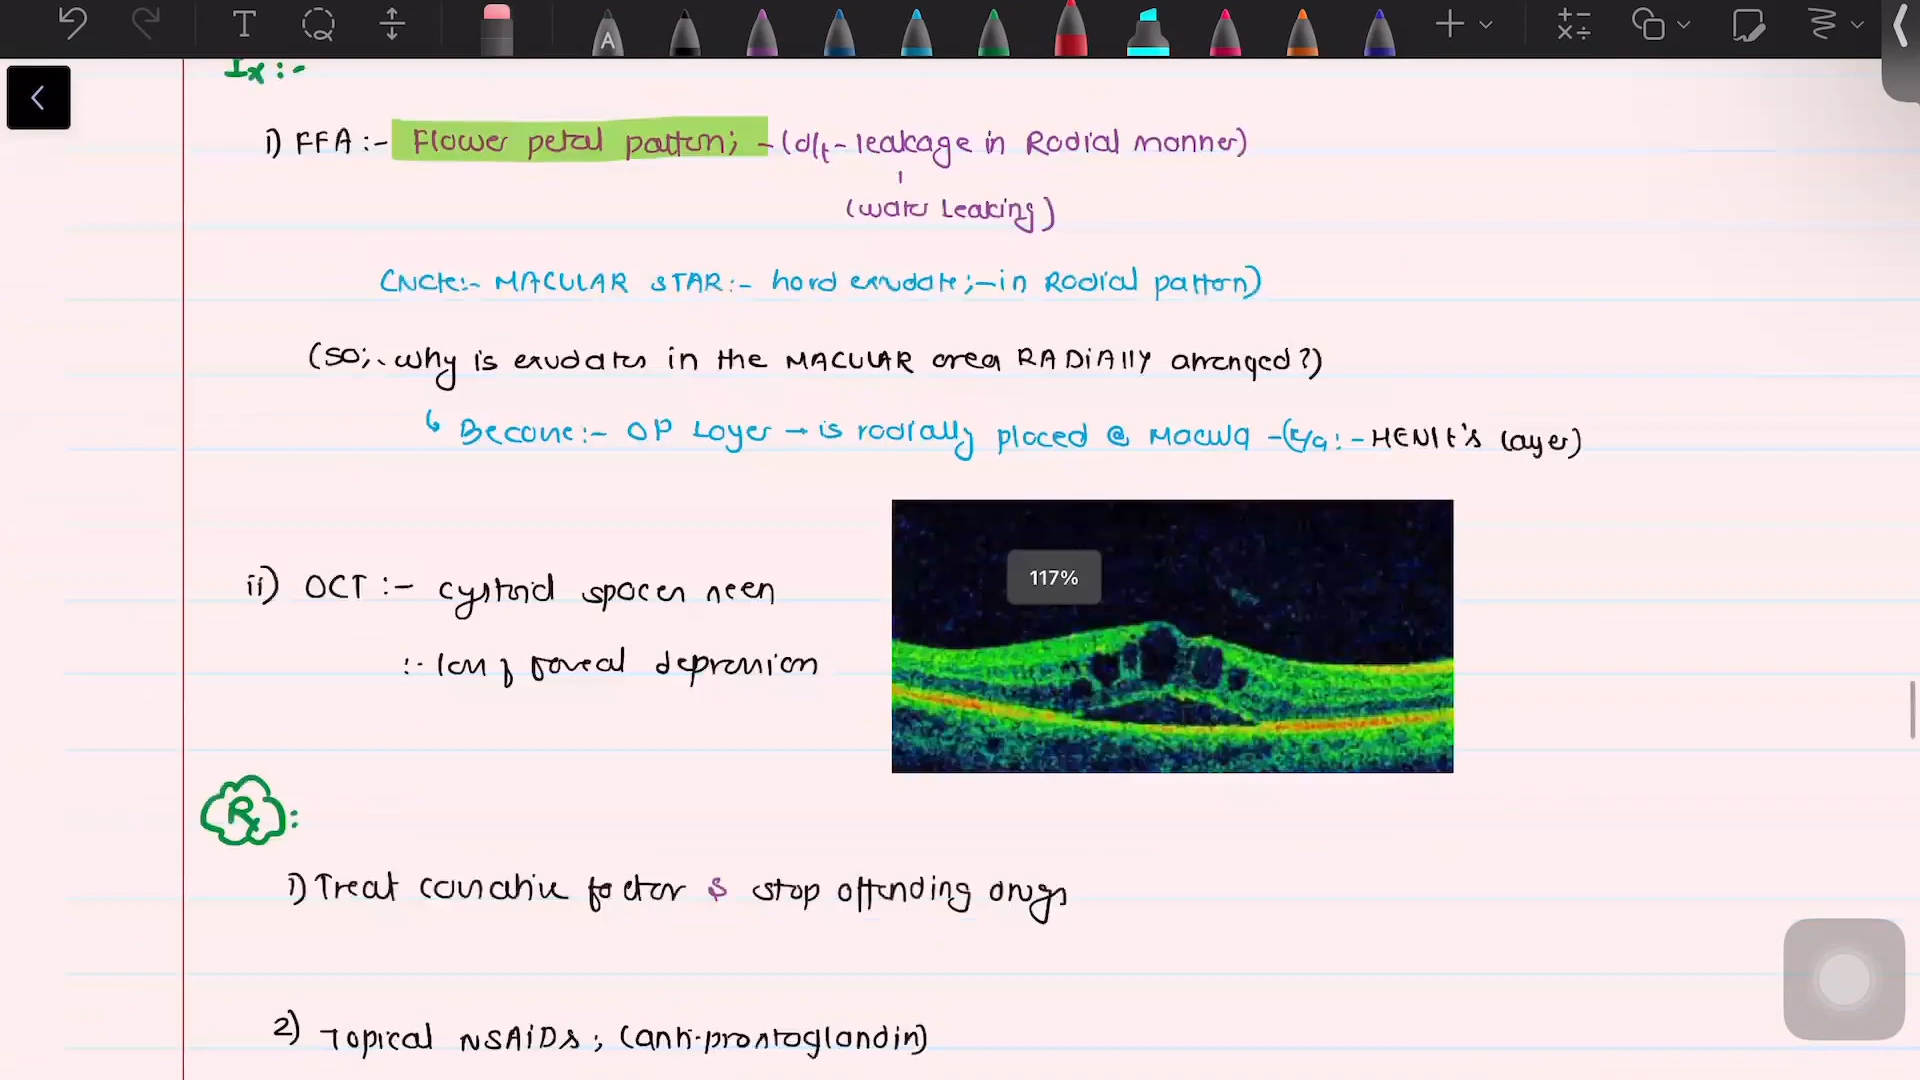 T
A
Ix :-
i) FFA :- Flower petal pattern; - (d/t - leakage in Radial manner)
(water Leaking)
(Note:- MACULAR STAR:- hard exudate;- in Radial pattern)
(so;. why is exudates in the MACULAR area RADIALLY arranged?)
Because:- OP Layer → is radially placed @ Macula - (k/a:- HENLE's layer)
117%
ii) OCT :- cystoid spaces seen
:- loss of foveal depression
Rx :
1) Treat causative factor & stop offending drugs
2) Topical NSAIDs ; (anti-prostaglandin)